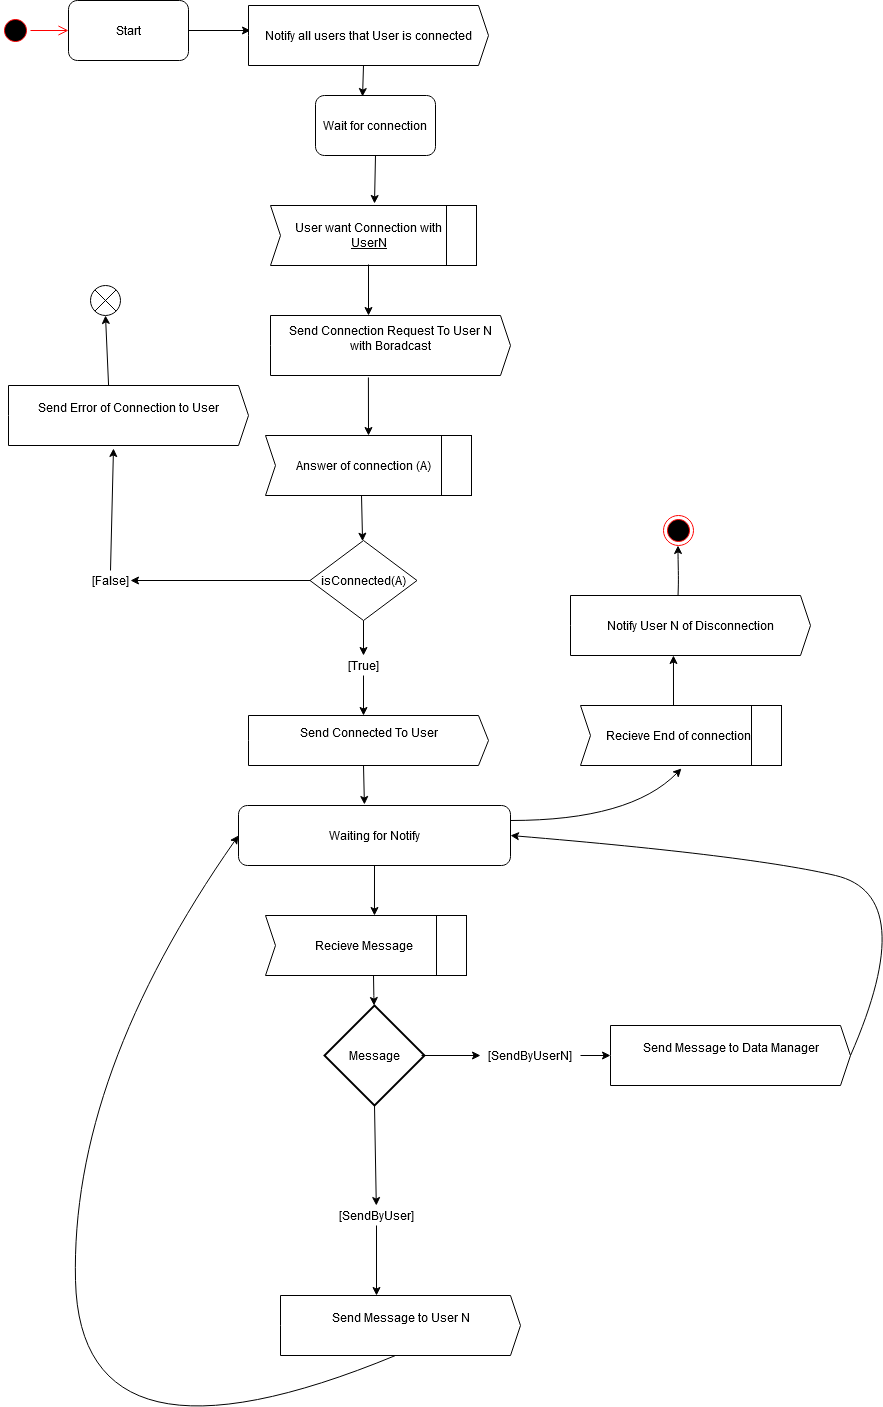 Start
Notify all users that User is connected
Wait for connection
User want Connection with
UserN
Send Connection Request To User N
with Boradcast
Send Error of Connection to User
Answer of connection (A)
isConnected(A)
[False]
[True]
Notify User N of Disconnection
Send Connected To User
Recieve End of connection
Waiting for Notify
Recieve Message
Message
[SendByUserN]
Send Message to Data Manager
[SendByUser]
Send Message to User N